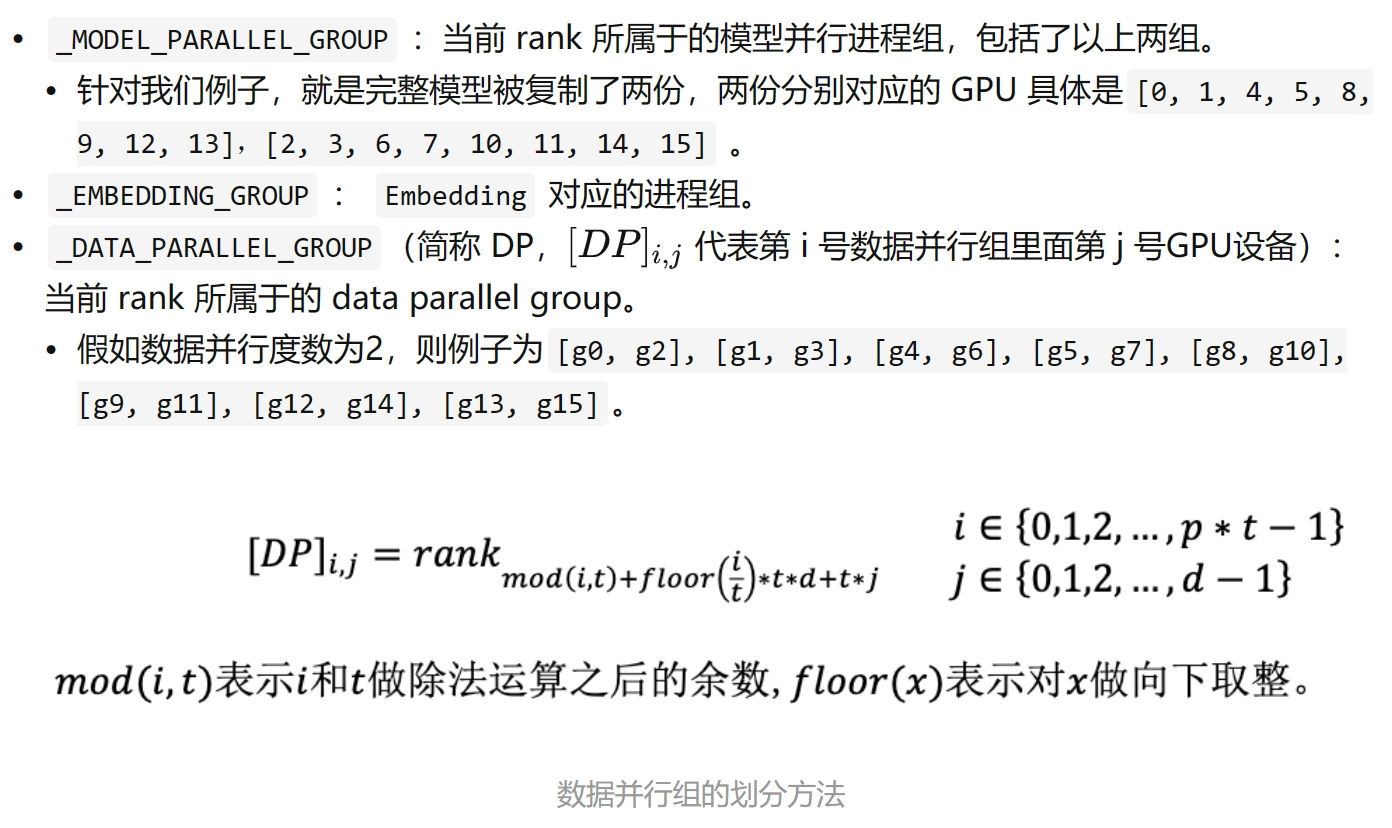 • _MODEL_PARALLEL_GROUP ：当前 rank 所属于的模型并行进程组，包括了以上两组。
• 针对我们例子，就是完整模型被复制了两份，两份分别对应的 GPU 具体是 [0, 1, 4, 5, 8,
9, 12, 13]，[2, 3, 6, 7, 10, 11, 14, 15] 。
• _EMBEDDING_GROUP ： Embedding 对应的进程组。
• _DATA_PARALLEL_GROUP （简称 DP，[DP]_{i,j} 代表第 i 号数据并行组里面第 j 号GPU设备）：
当前 rank 所属于的 data parallel group。
• 假如数据并行度数为2，则例子为 [g0, g2], [g1, g3], [g4, g6], [g5, g7], [g8, g10],
[g9, g11], [g12, g14], [g13, g15] 。
[DP]_{i,j} = rank_{mod(i,t)+floor(\frac{i}{t})*t*d+t*j} i ∈ {0,1,2, ..., p * t − 1}
j ∈ {0,1,2, ..., d − 1}
mod(i,t)表示i和t做除法运算之后的余数, floor(x)表示对x做向下取整。
数据并行组的划分方法